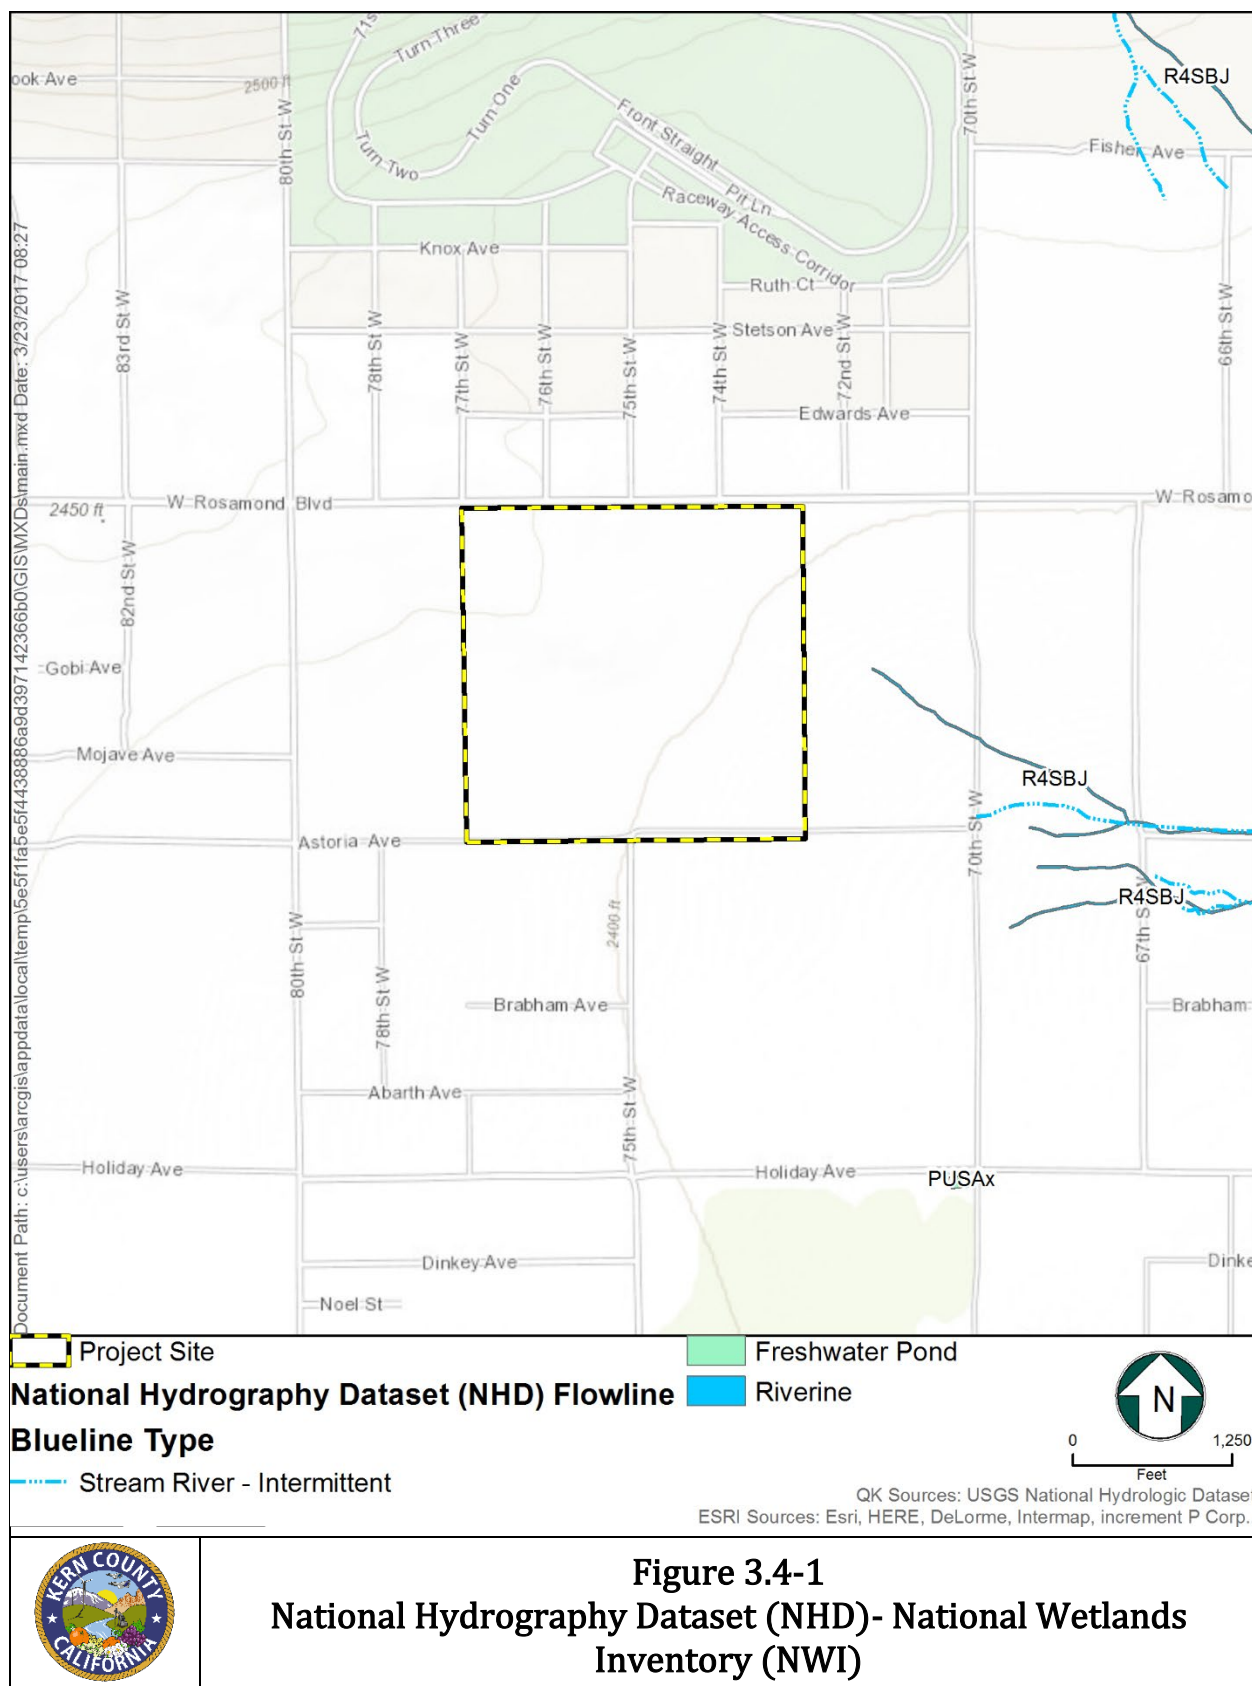 71s
Turn Three
ook Ave
2500 ft
80th St W
Turn One
Turn Two
Front Straight
Pit Ln
Raceway Access Corridor
70th St W
R4SBJ
Fisher Ave
Knox Ave
Ruth Ct
Stetson Ave
83rd St W
78th W
77th St W
76th St W
75th St W
74th St W
72nd St W
66th St W
Edwards Ave
W Rosamond Blvd
W Rosamo
2450 ft
82nd St W
Gobi Ave
Mojave Ave
R4SBJ
70th St W
Astoria Ave
R4SBJ
67th St W
2400 ft
80th St W
78th St W
Brabham Ave
Brabham
Abarth Ave
75th St W
Holiday Ave
Holiday Ave
PUSAx
Dinkey Ave
Dinke
Noel St
Document Path: c:\users\arcgis\appdata\local\temp\5e5f1fa5e5f4438886a9d397142366b0\GIS\MXDs\main.mxd Date: 3/23/2017 08:27
Project Site
National Hydrography Dataset (NHD) Flowline
Blueline Type
Stream River - Intermittent
Freshwater Pond
Riverine
N
0 1,250
Feet
QK Sources: USGS National Hydrologic Dataset
ESRI Sources: Esri, HERE, DeLorme, Intermap, increment P Corp.
KERN COUNTY
CALIFORNIA
Figure 3.4-1
National Hydrography Dataset (NHD)- National Wetlands
Inventory (NWI)